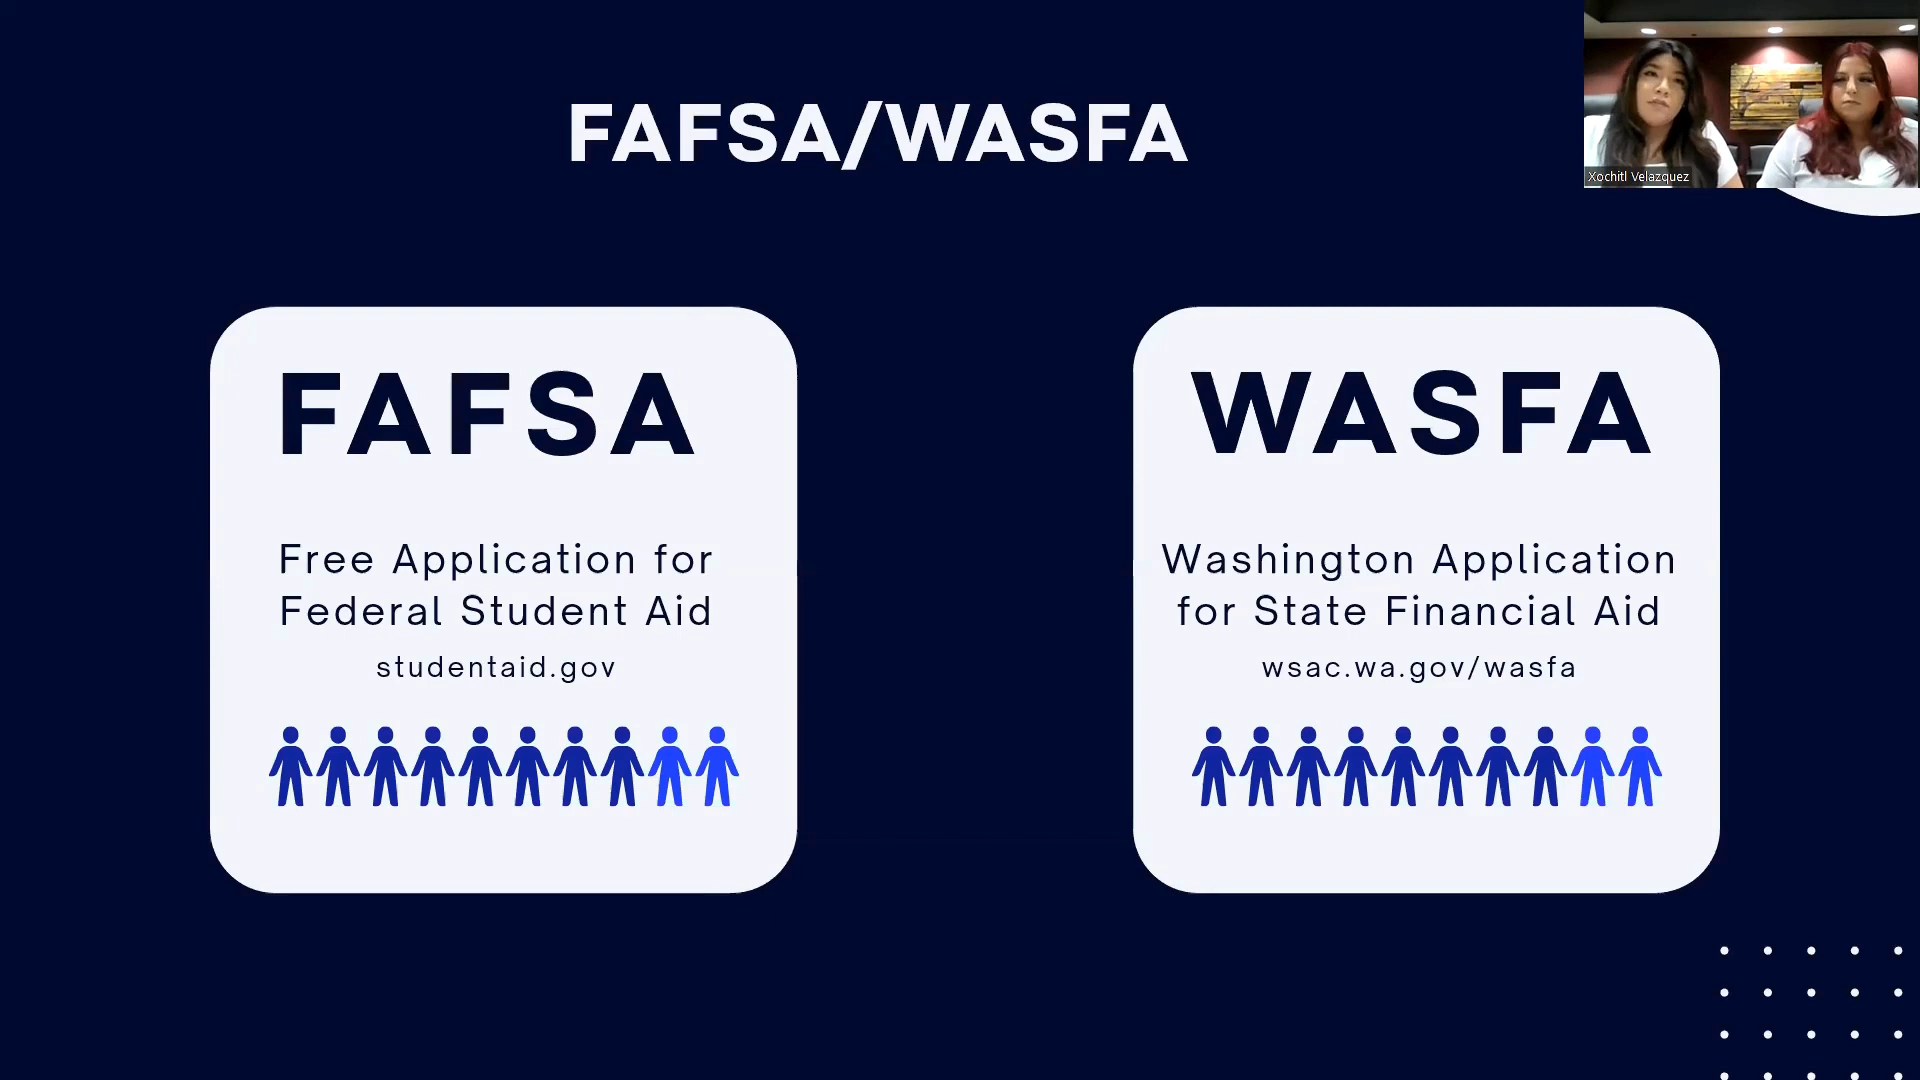 FAFSA/WASFA
Xochitl Velazquez
FAFSA
Free Application for
Federal Student Aid
studentaid.gov
WASFA
Washington Application
for State Financial Aid
wsac.wa.gov/wasfa